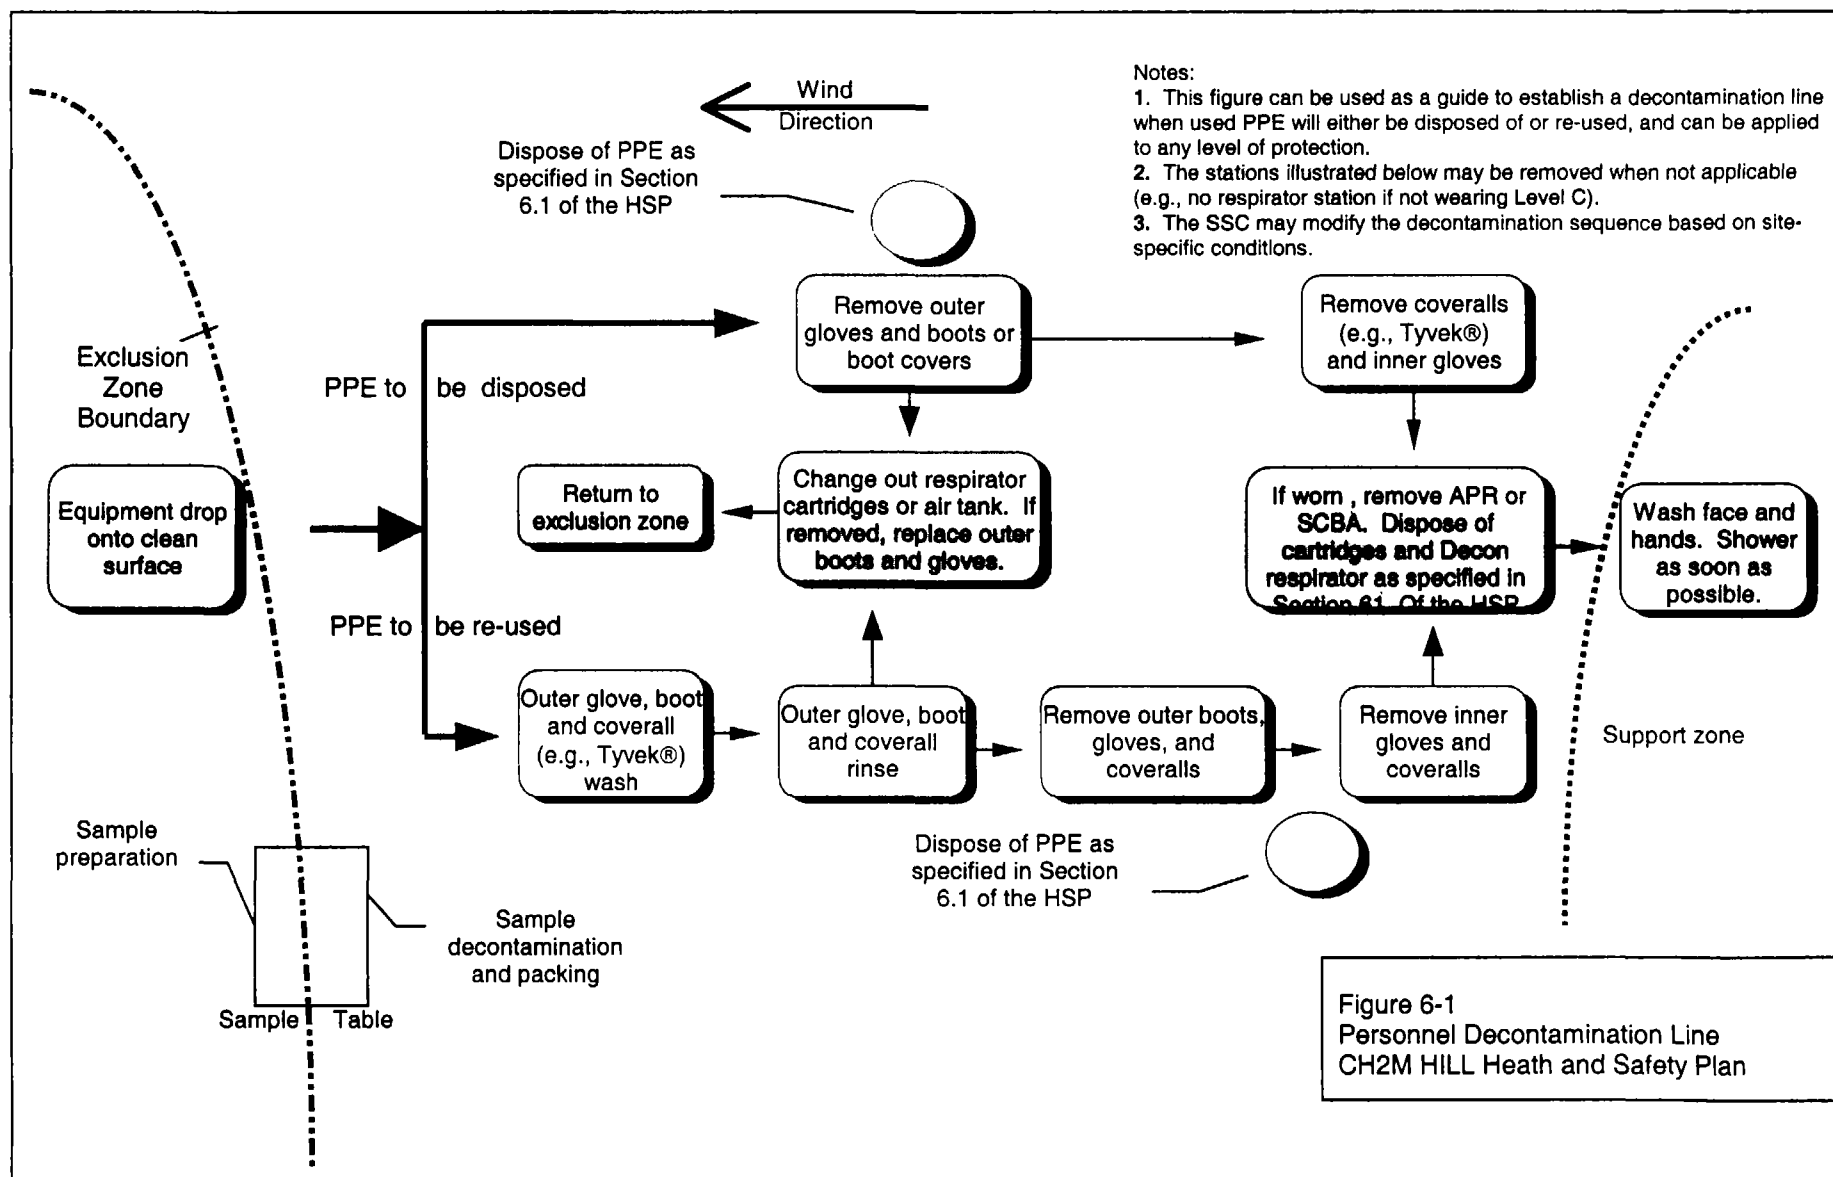 Wind
Direction
Notes:
1. This figure can be used as a guide to establish a decontamination line
when used PPE will either be disposed of or re-used, and can be applied
to any level of protection.
2. The stations illustrated below may be removed when not applicable
(e.g., no respirator station if not wearing Level C).
3. The SSC may modify the decontamination sequence based on site-
specific conditions.
Dispose of PPE as
specified in Section
6.1 of the HSP
Exclusion
Zone
Boundary
PPE to be disposed
Remove outer
gloves and boots or
boot covers
Remove coveralls
(e.g., Tyvek®)
and inner gloves
Equipment drop
onto clean
surface
Return to
exclusion zone
Change out respirator
cartridges or air tank. If
removed, replace outer
boots and gloves.
If worn , remove APR or
SCBA. Dispose of
cartridges and Decon
respirator as specified in
Section 61. Of the HSP
Wash face and
hands. Shower
as soon as
possible.
PPE to be re-used
Outer glove, boot
and coverall
(e.g., Tyvek®)
wash
Outer glove, boot
and coverall
rinse
Remove outer boots,
gloves, and
coveralls
Remove inner
gloves and
coveralls
Support zone
Sample
preparation
Dispose of PPE as
specified in Section
6.1 of the HSP
Sample
decontamination
and packing
Sample Table
Figure 6-1
Personnel Decontamination Line
CH2M HILL Heath and Safety Plan